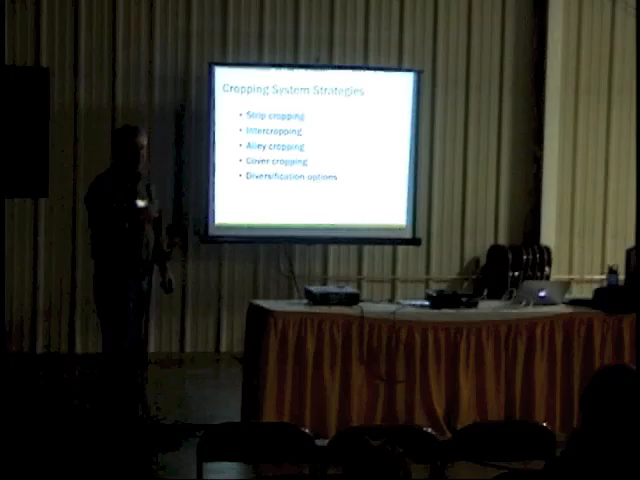 Cropping System Strategies
• Strip cropping
• Intercropping
• Alley cropping
• Cover cropping
• Diversification options